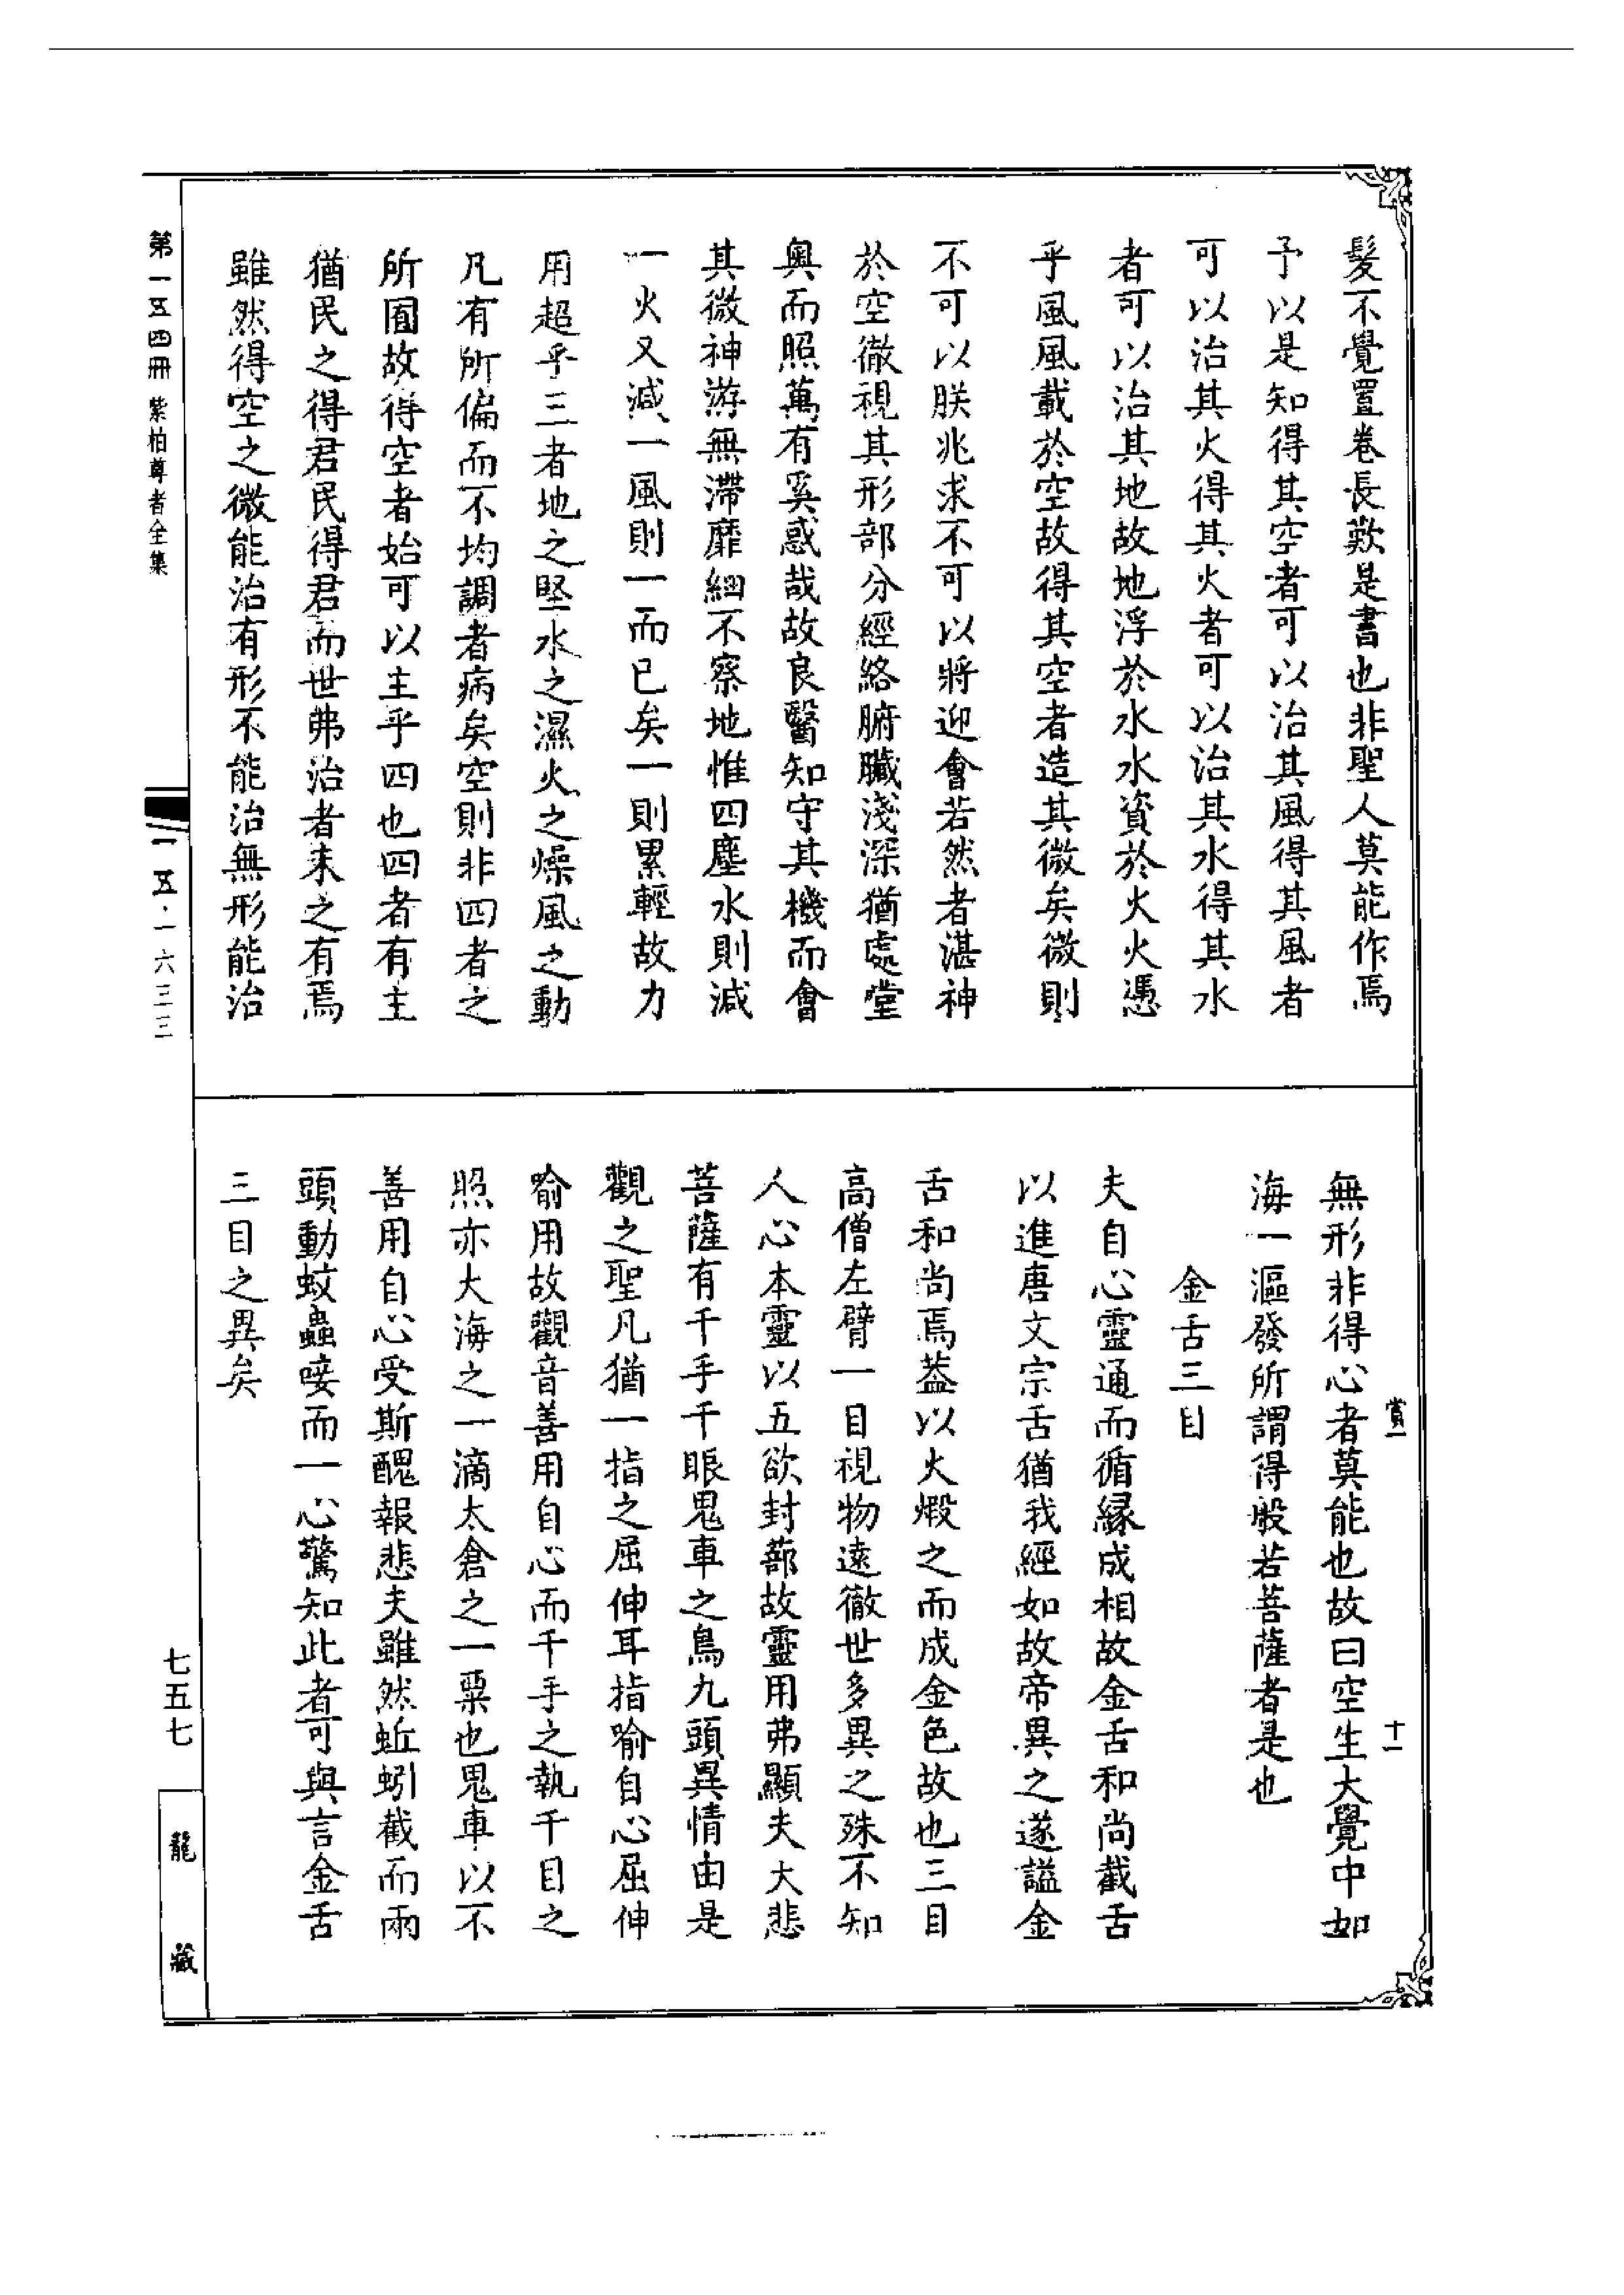 髮不覺置卷長歎是書也非聖人莫能作焉
予以是知得其空者可以治其風得其風者
可以治其火得其火者可以治其水得其水
者可以治其地故地浮於水水資於火火憑
乎風風載於空故得其空者造其微矣微則
不可以朕兆求不可以將迎會若然者湛神
於空徹視其形部分經絡腑臟淺深猶處堂
奧而照萬有奚惑哉故良醫知守其機而會
其微神游無滯靡細不察地惟四塵水則減
一火又減一風則一而已矣一則累輕故力
用超乎三者地之堅水之濕火之燥風之動
凡有所偏而不均調者病矣空則非四者之
所囿故得空者始可以主乎四也四者有主
猶民之得君民得君而世弗治者未之有焉
雖然得空之微能治有形不能治無形能治
無形非得心者莫能也故曰空生大覺中如
海一漚發所謂得般若菩薩者是也
金舌三目
夫自心靈通而循緣成相故金舌和尚截舌
以進唐文宗舌猶我經如故帝異之遂謚金
舌和尚焉葢以火煅之而成金色故也三目
高僧左臂一目視物遠徹世多異之殊不知
人心本靈以五欲封蔀故靈用弗顯夫大悲
菩薩有千手千眼鬼車之鳥九頭異情由是
觀之聖凡猶一指之屈伸耳指喻自心屈伸
喻用故觀音善用自心而千手之執千目之
照亦大海之一滴太倉之一粟也鬼車以不
善用自心受斯醜報悲夫雖然蚯蚓截而兩
頭動蚊蟲唼而一心驚知此者可與言金舌
三目之異矣
賞一
十一
第一五四冊 紫柏尊者全集
一五·一六三三
七五七
龍藏